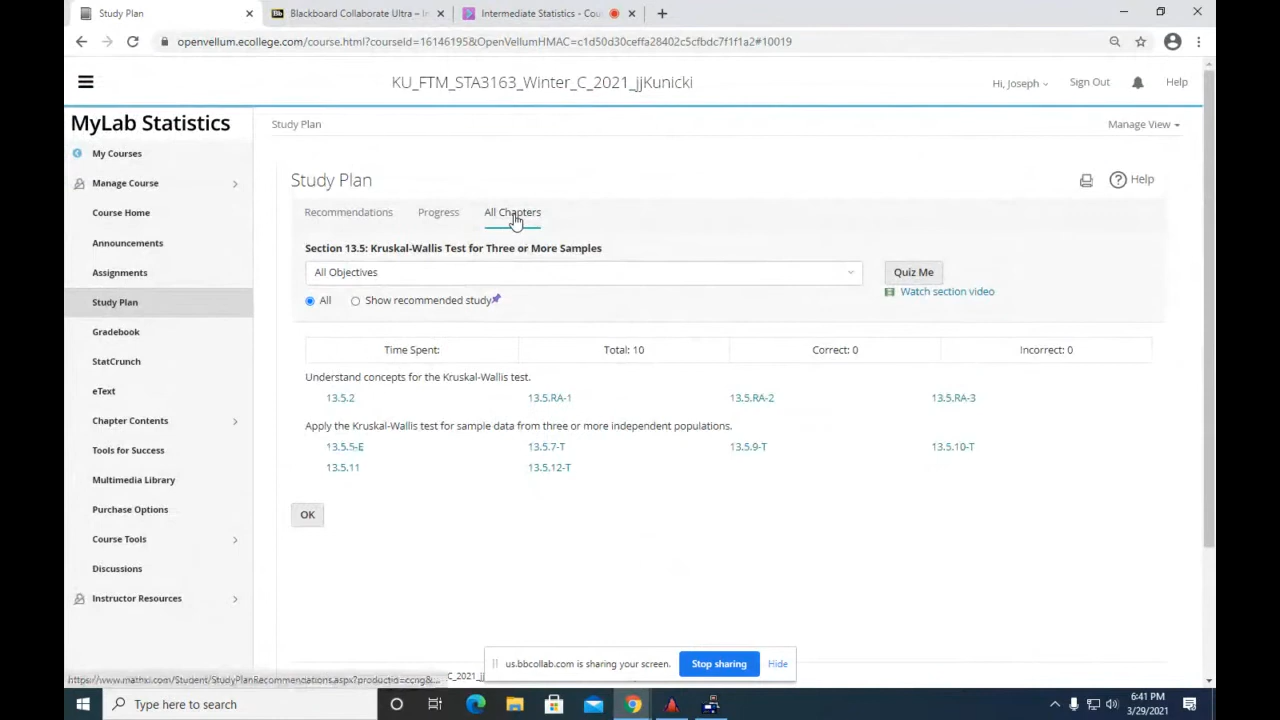 Study Plan
Blackboard Collaborate Ultra – I
Intermediate Statistics - Cou
openvellum.ecollege.com/course.html?courseId=16146195&OpenVellumHMAC=c1d50d30ceffa28402c5cfbdc7f1f1a2#10019
KU_FTM_STA3163_Winter_C_2021_jjKunicki
Hi, Joseph
Sign Out
Help
MyLab Statistics
My Courses
Manage Course
Course Home
Announcements
Assignments
Study Plan
Gradebook
StatCrunch
eText
Chapter Contents
Tools for Success
Multimedia Library
Purchase Options
Course Tools
Discussions
Instructor Resources
Study Plan
Manage View
Study Plan
Help
Recommendations Progress All Chapters
Section 13.5: Kruskal-Wallis Test for Three or More Samples
All Objectives
Quiz Me
All Show recommended study
Watch section video
Time Spent: Total: 10 Correct: 0 Incorrect: 0
Understand concepts for the Kruskal-Wallis test.
13.5.2 13.5.RA-1 13.5.RA-2 13.5.RA-3
Apply the Kruskal-Wallis test for sample data from three or more independent populations.
13.5.5-E 13.5.7-T 13.5.9-T 13.5.10-T
13.5.11 13.5.12-T
OK
us.bbcollab.com is sharing your screen.
Stop sharing
Hide
https://www.mathxl.com/Student/StudyPlanRecommendations.aspx?productId=ccng&...
C_2021_jj
Type here to search
6:41 PM
3/29/2021